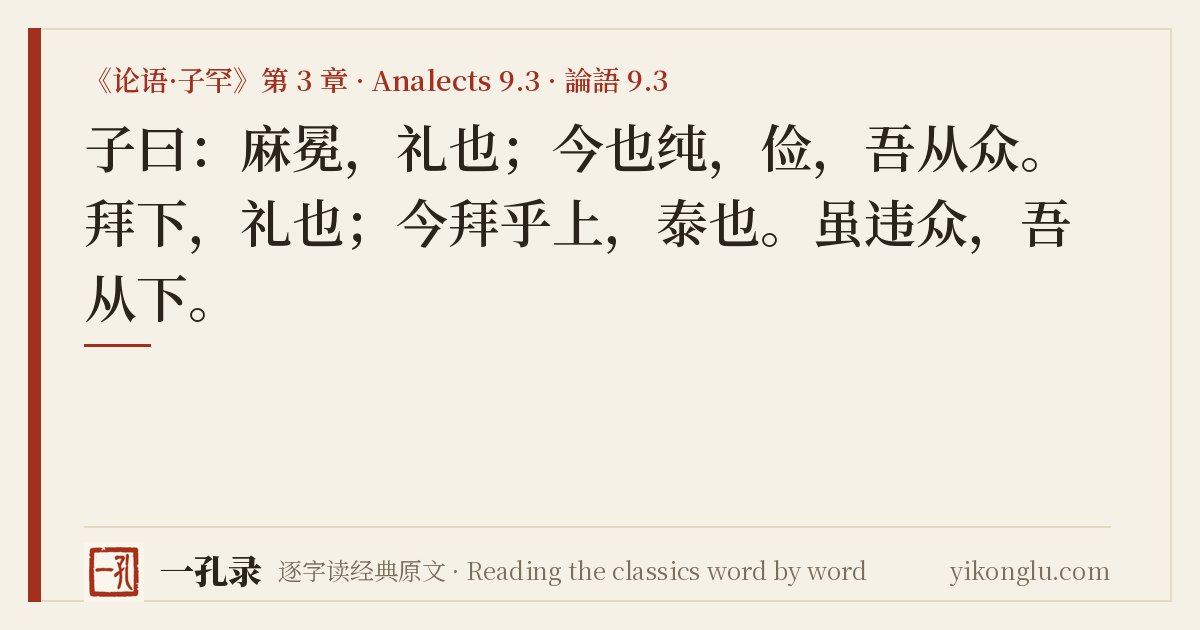 《论语·子罕》第 3 章 · Analects 9.3 · 論語 9.3
子曰：麻冕，礼也；今也纯，俭，吾从众。
拜下，礼也；今拜乎上，泰也。虽违众，吾
从下。
一孔
一孔录 逐字读经典原文 · Reading the classics word by word yikonglu.com